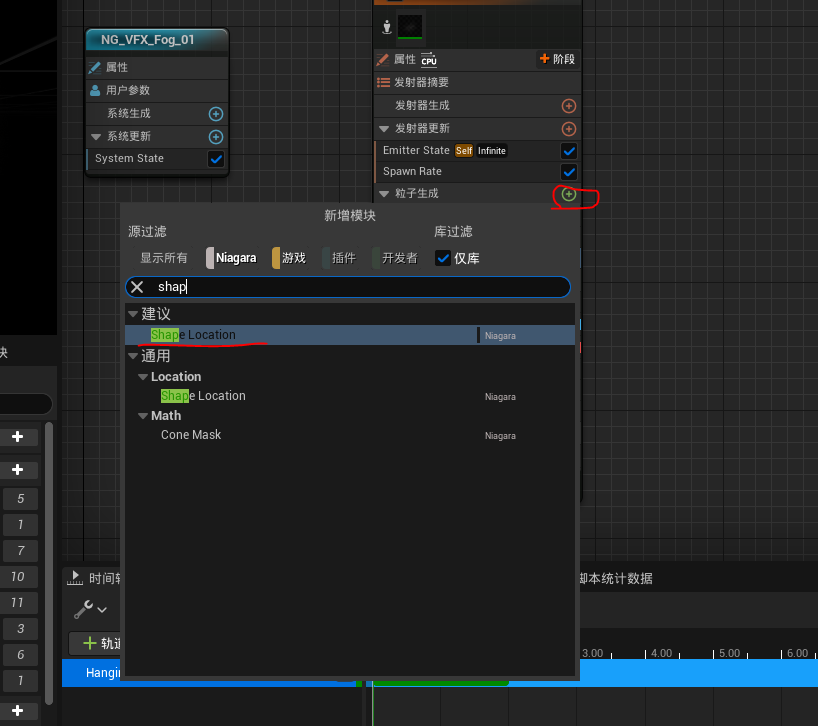 NG_VFX_Fog_01
属性
用户参数
系统生成
系统更新
System State
属性 CPU 阶段
发射器摘要
发射器生成
发射器更新
Emitter State Self Infinite
Spawn Rate
粒子生成
新增模块
源过滤 库过滤
显示所有 Niagara 游戏 插件 开发者 仅库
shap
建议
Shape Location Niagara
通用
Location
Shape Location Niagara
Math
Cone Mask Niagara
块
5
1
7
10
11
3
6
1
时间 脚本统计数据
轨道
3.00 4.00 5.00 6.00
Hangin